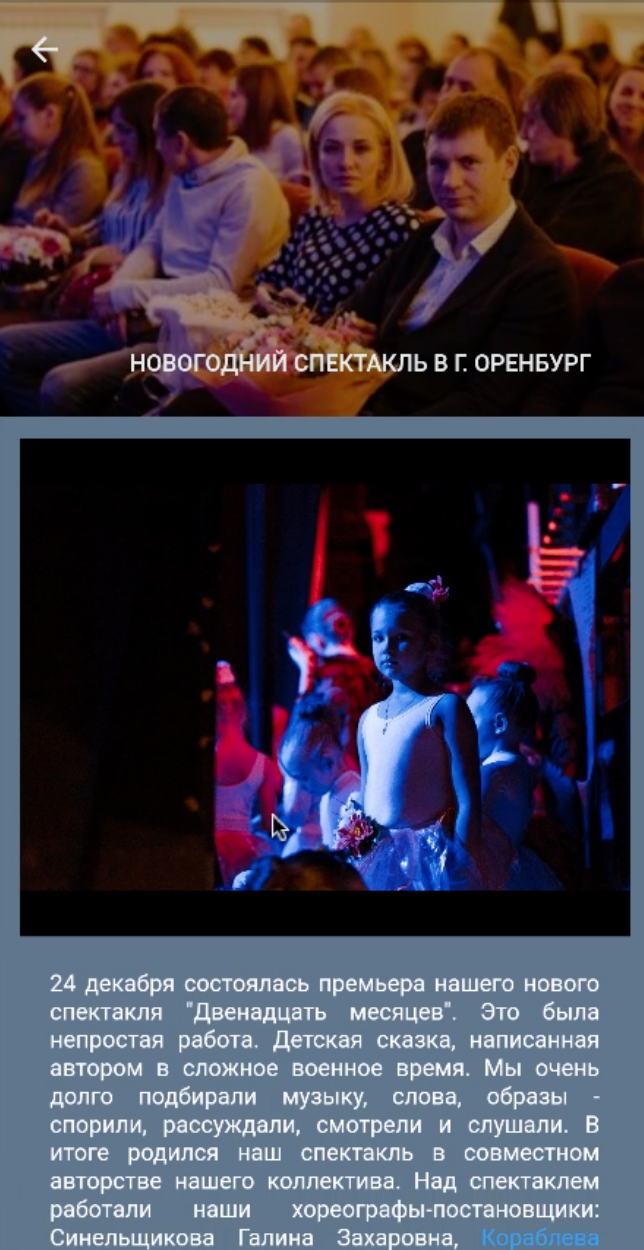 НОВОГОДНИЙ СПЕКТАКЛЬ В Г. ОРЕНБУРГ
24 декабря состоялась премьера нашего нового
спектакля "Двенадцать месяцев". Это была
непростая работа. Детская сказка, написанная
автором в сложное военное время. Мы очень
долго подбирали музыку, слова, образы -
спорили, рассуждали, смотрели и слушали. В
итоге родился наш спектакль в совместном
авторстве нашего коллектива. Над спектаклем
работали наши хореографы-постановщики:
Синельщикова Галина Захаровна, Кораблева